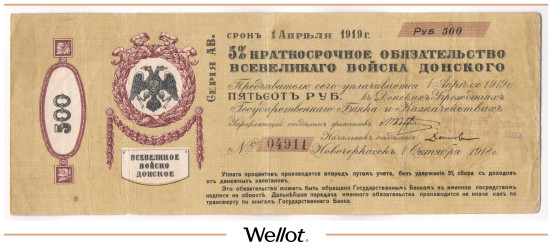 СРОКЪ 1 АПРѢЛЯ 1919 г.
РУБ 500
5% КРАТКОСРОЧНОЕ ОБЯЗАТЕЛЬСТВО
ВСЕВЕЛИКАГО ВОЙСКА ДОНСКОГО
Серія АВ.
Предъявителю сего уплачивается 1 Апрѣля 1919 г.
ПЯТЬСОТ РУБ. въ Донскихъ Учрежденіяхъ
Государственнаго Банка и Казначействахъ
Управляющій отдѣломъ финансовъ
Начальникъ отдѣленія
№ 04911
Новочеркасскъ, 1 Октября 1918 г.
500
ВСЕВЕЛИКОЕ
ВОЙСКО
ДОНСКОЕ
Уплата процентовъ производится впередъ путемъ учета, безъ удержанія 5% сбора съ доходовъ
отъ денежныхъ капиталовъ.
Это обязательство можетъ быть обращено Государственнымъ Банкомъ въ именное посредствомъ
надписи на оборотѣ. Дальнѣйшая передача именного обязательства производится не иначе какъ по
трансферту по книгамъ Государственнаго Банка.
Wellot.